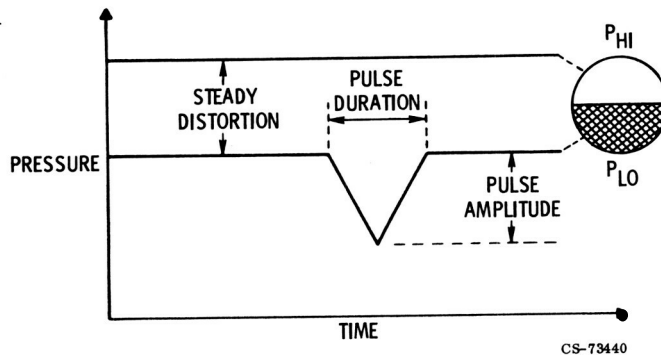 P_HI
PULSE
DURATION
STEADY
DISTORTION
PRESSURE
P_LO
PULSE
AMPLITUDE
TIME
CS-73440